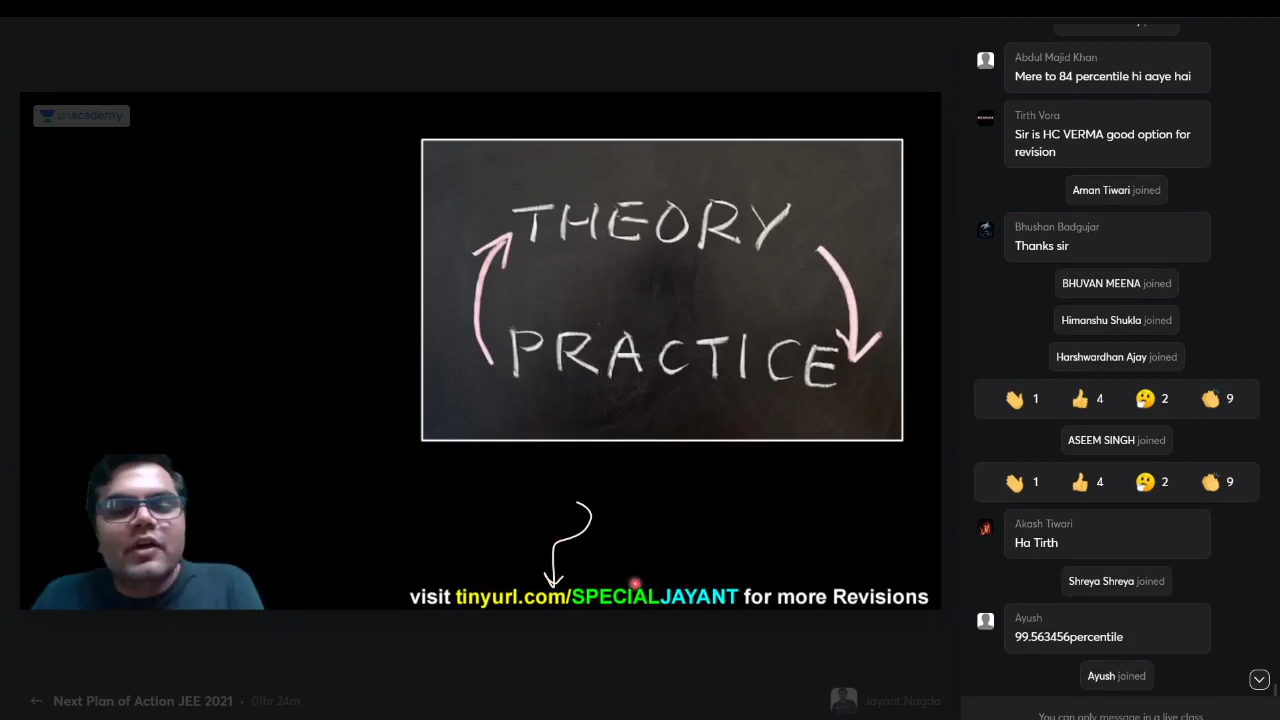 unacademy
THEORY
PRACTICE
visit tinyurl.com/SPECIALJAYANT for more Revisions
Next Plan of Action JEE 2021 • 01hr 24m
Jayant Nagda
Abdul Majid Khan
Mere to 84 percentile hi aaye hai
Tirth Vora
Sir is HC VERMA good option for
revision
Aman Tiwari joined
Bhushan Badgujar
Thanks sir
BHUVAN MEENA joined
Himanshu Shukla joined
Harshwardhan Ajay joined
1 4 2 9
ASEEM SINGH joined
1 4 2 9
Akash Tiwari
Ha Tirth
Shreya Shreya joined
Ayush
99.563456percentile
Ayush joined
You can only message in a live class